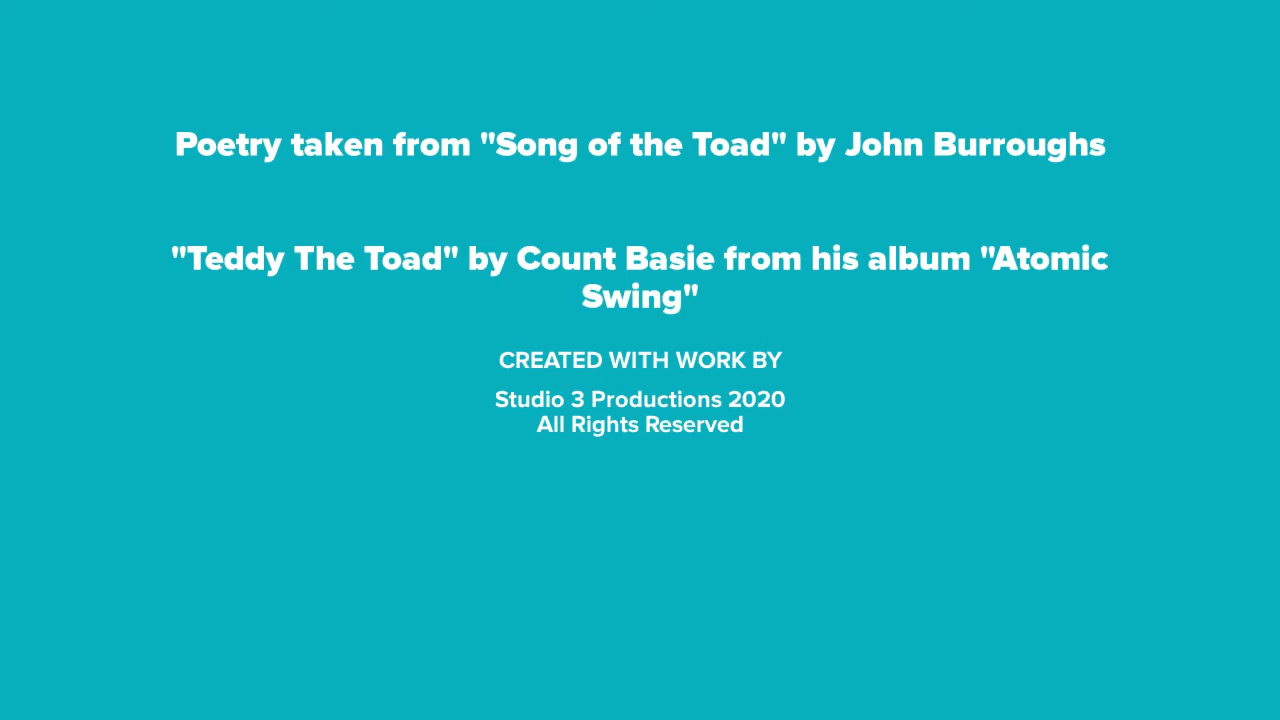 Poetry taken from "Song of the Toad" by John Burroughs
"Teddy The Toad" by Count Basie from his album "Atomic
Swing"
CREATED WITH WORK BY
Studio 3 Productions 2020
All Rights Reserved